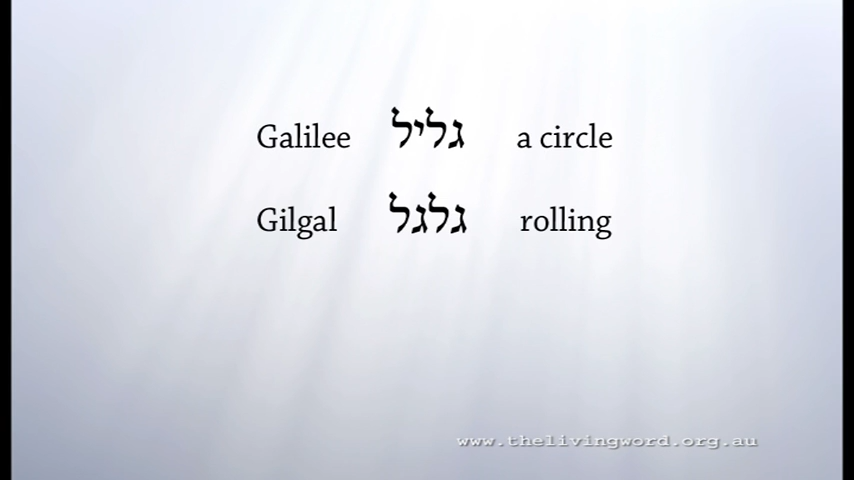 Galilee גליל a circle
Gilgal גלגל rolling
www.thelivingword.org.au